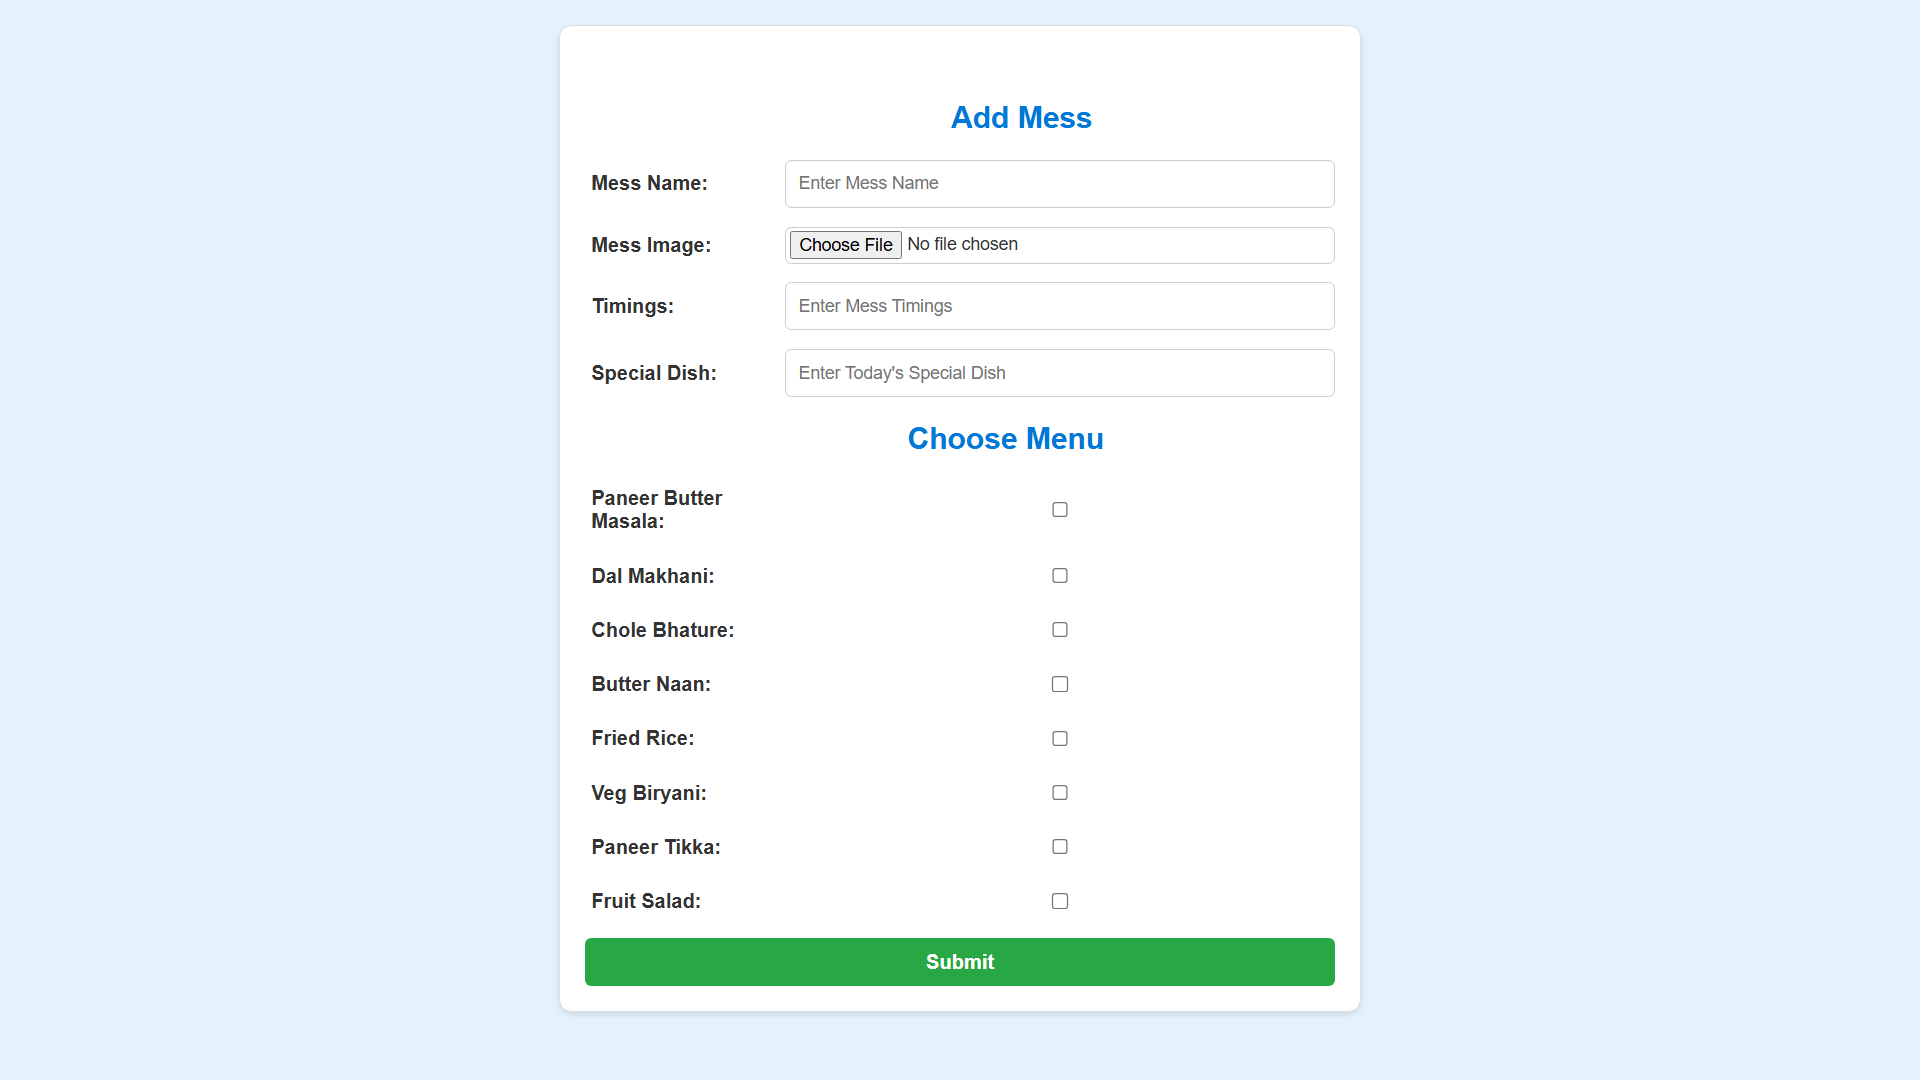 Add Mess
Mess Name: Enter Mess Name
Mess Image: Choose File No file chosen
Timings: Enter Mess Timings
Special Dish: Enter Today's Special Dish
Choose Menu
Paneer Butter
Masala:
Dal Makhani:
Chole Bhature:
Butter Naan:
Fried Rice:
Veg Biryani:
Paneer Tikka:
Fruit Salad:
Submit